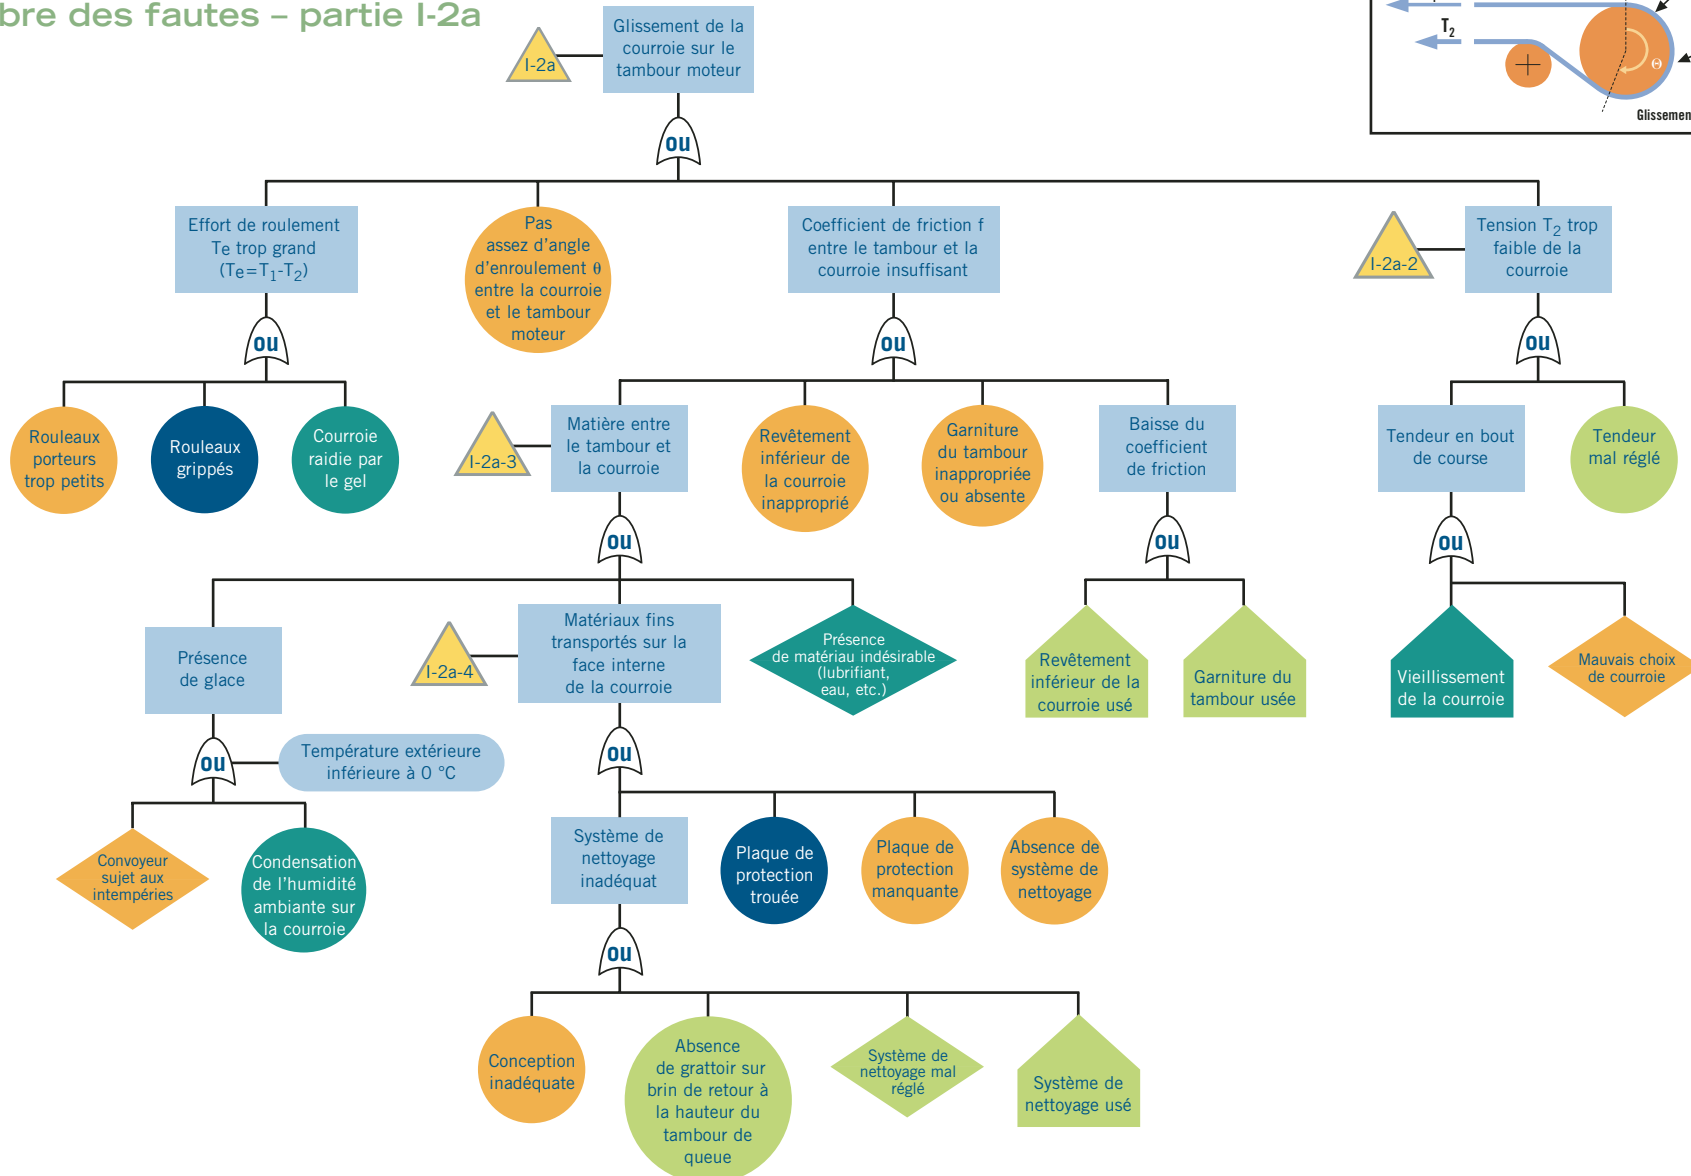 bre des fautes – partie I-2a
Glissement de la
courroie sur le
tambour moteur
I-2a
T2
Θ
Glissemen
ou
Effort de roulement
Te trop grand
(Te=T1-T2)
Pas
assez d'angle
d'enroulement θ
entre la courroie
et le tambour
moteur
Coefficient de friction f
entre le tambour et la
courroie insuffisant
I-2a-2
Tension T2 trop
faible de la
courroie
ou
ou
ou
Rouleaux
porteurs
trop petits
Rouleaux
grippés
Courroie
raidie par
le gel
I-2a-3
Matière entre
le tambour et
la courroie
Revêtement
inférieur de
la courroie
inapproprié
Garniture
du tambour
inappropriée
ou absente
Baisse du
coefficient
de friction
Tendeur en bout
de course
Tendeur
mal réglé
ou
ou
ou
Présence
de glace
I-2a-4
Matériaux fins
transportés sur la
face interne
de la courroie
Présence
de matériau indésirable
(lubrifiant,
eau, etc.)
Revêtement
inférieur de la
courroie usé
Garniture du
tambour usée
Vieillissement
de la courroie
Mauvais choix
de courroie
ou
Température extérieure
inférieure à 0 °C
ou
Convoyeur
sujet aux
intempéries
Condensation
de l'humidité
ambiante sur
la courroie
Système de
nettoyage
inadéquat
Plaque de
protection
trouée
Plaque de
protection
manquante
Absence de
système de
nettoyage
ou
Conception
inadéquate
Absence
de grattoir sur
brin de retour à
la hauteur du
tambour de
queue
Système de
nettoyage mal
réglé
Système de
nettoyage usé